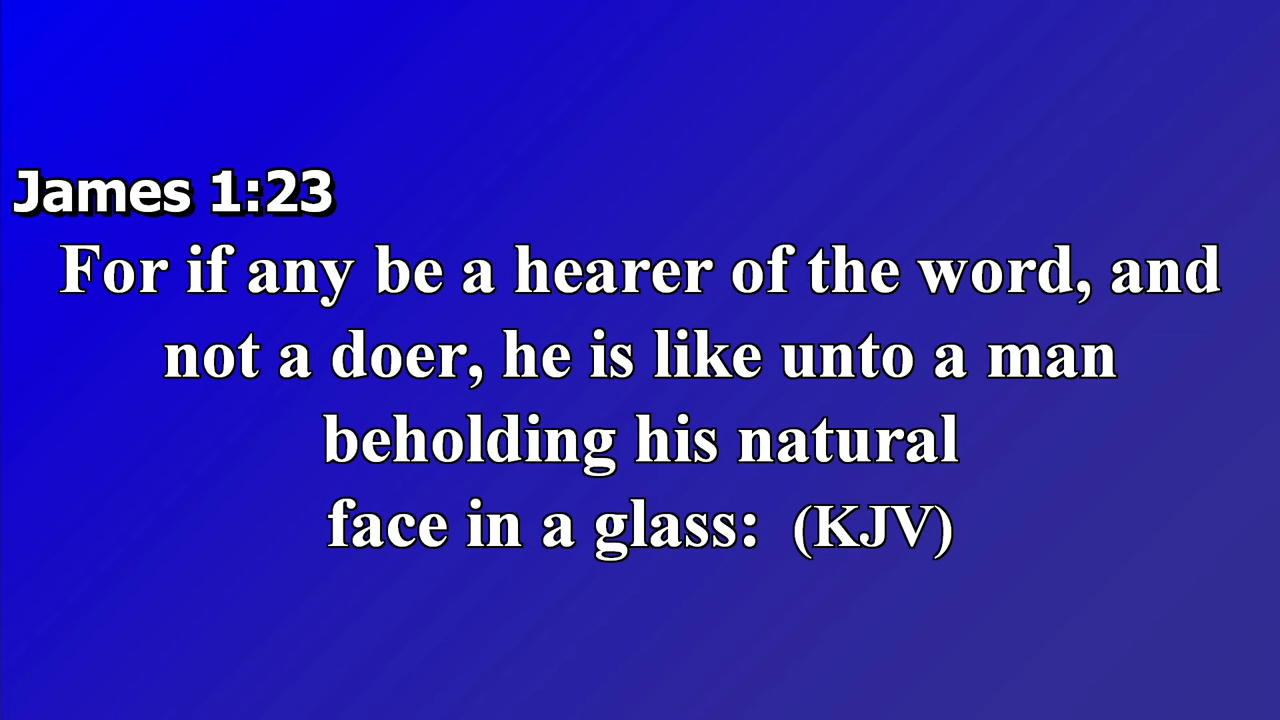 James 1:23
For if any be a hearer of the word, and
not a doer, he is like unto a man
beholding his natural
face in a glass: (KJV)